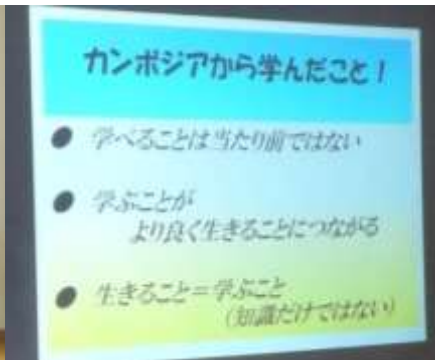 カンボジアから学んだこと！
● 学べることは当たり前ではない
● 学ぶことが
より良く生きることにつながる
● 生きること＝学ぶこと
（知識だけではない）